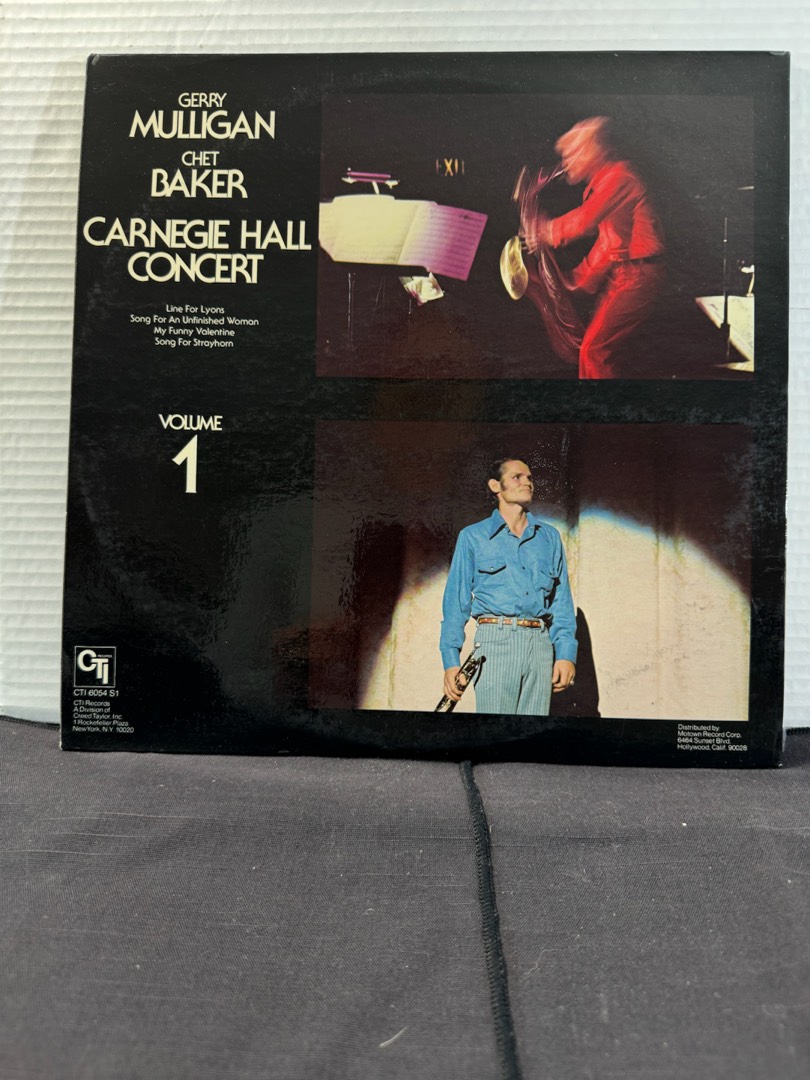 GERRY
MULLIGAN
CHET
BAKER
CARNEGIE HALL
CONCERT
Line For Lyons
Song For An Unfinished Woman
My Funny Valentine
Song For Strayhorn
VOLUME
1
EXIT
CTI
RECORDS
CTI 6054 S1
CTI Records
A Division of
Creed Taylor, Inc.
1 Rockefeller Plaza
New York, N.Y. 10020
Distributed by
Motown Record Corp.
6464 Sunset Blvd.
Hollywood, Calif. 90028